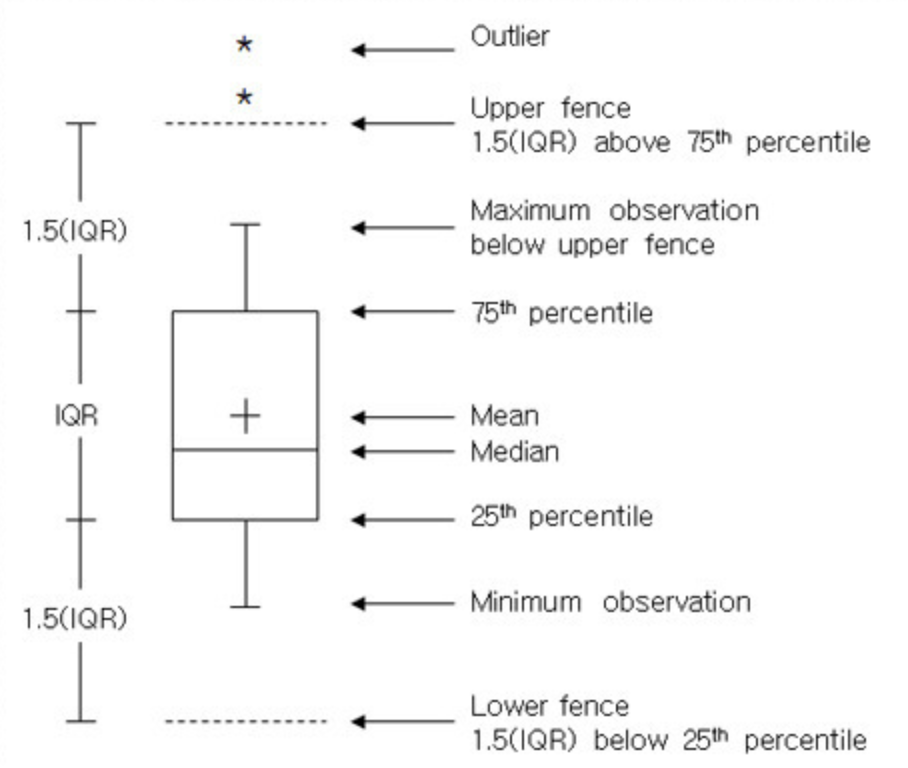 Outlier
Upper fence
1.5(IQR) above 75th percentile
1.5(IQR)
Maximum observation
below upper fence
75th percentile
IQR
Mean
Median
25th percentile
1.5(IQR)
Minimum observation
Lower fence
1.5(IQR) below 25th percentile